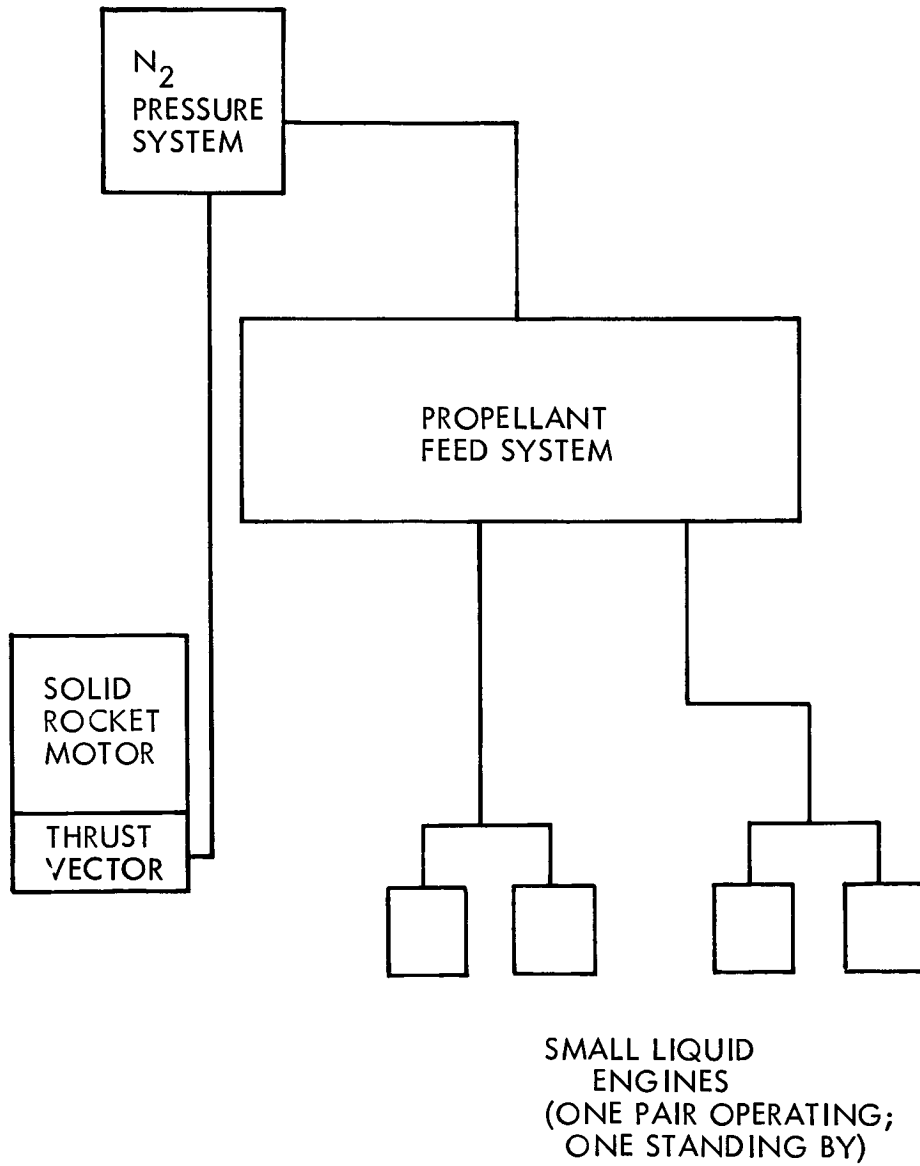 N2
PRESSURE
SYSTEM
PROPELLANT
FEED SYSTEM
SOLID
ROCKET
MOTOR
THRUST
VECTOR
SMALL LIQUID
ENGINES
(ONE PAIR OPERATING;
ONE STANDING BY)